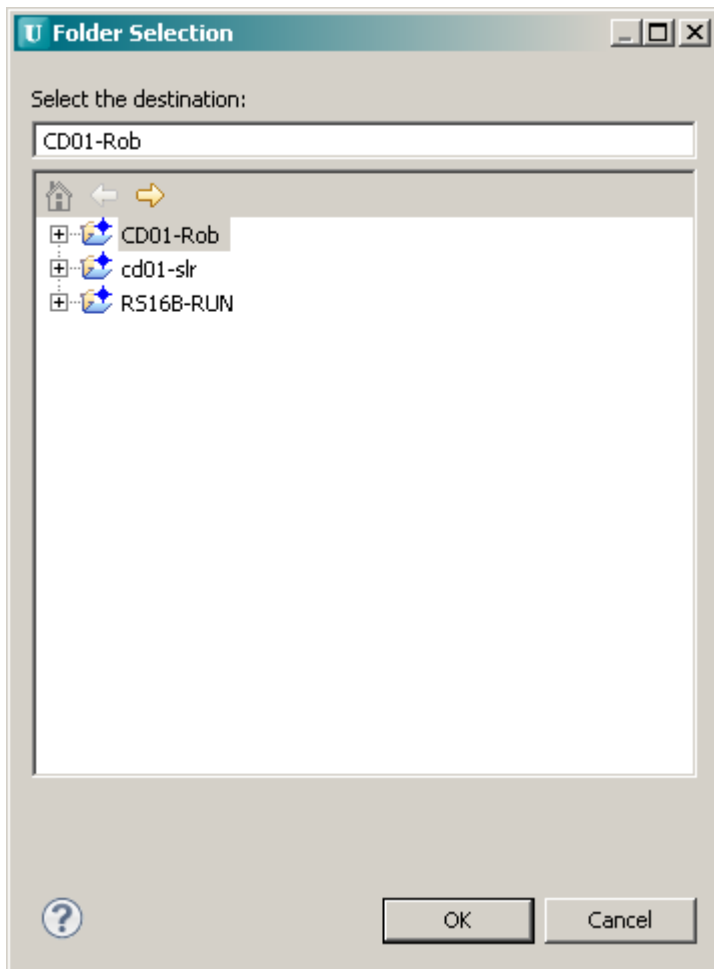 U Folder Selection
Select the destination:
CD01-Rob
CD01-Rob
cd01-slr
RS16B-RUN
?
OK Cancel